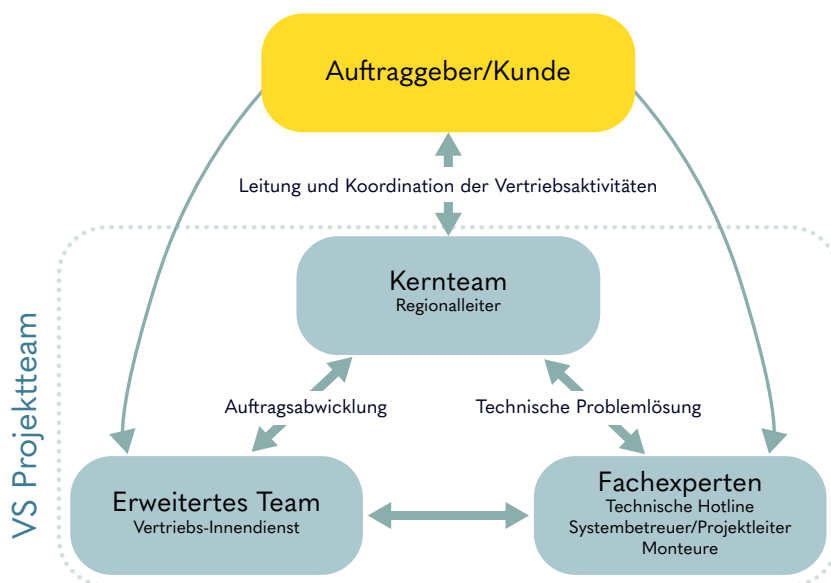 Auftraggeber/Kunde
Leitung und Koordination der Vertriebsaktivitäten
VS Projektteam
Kernteam
Regionalleiter
Auftragsabwicklung
Technische Problemlösung
Erweitertes Team
Vertriebs-Innendienst
Fachexperten
Technische Hotline
Systembetreuer/Projektleiter
Monteure